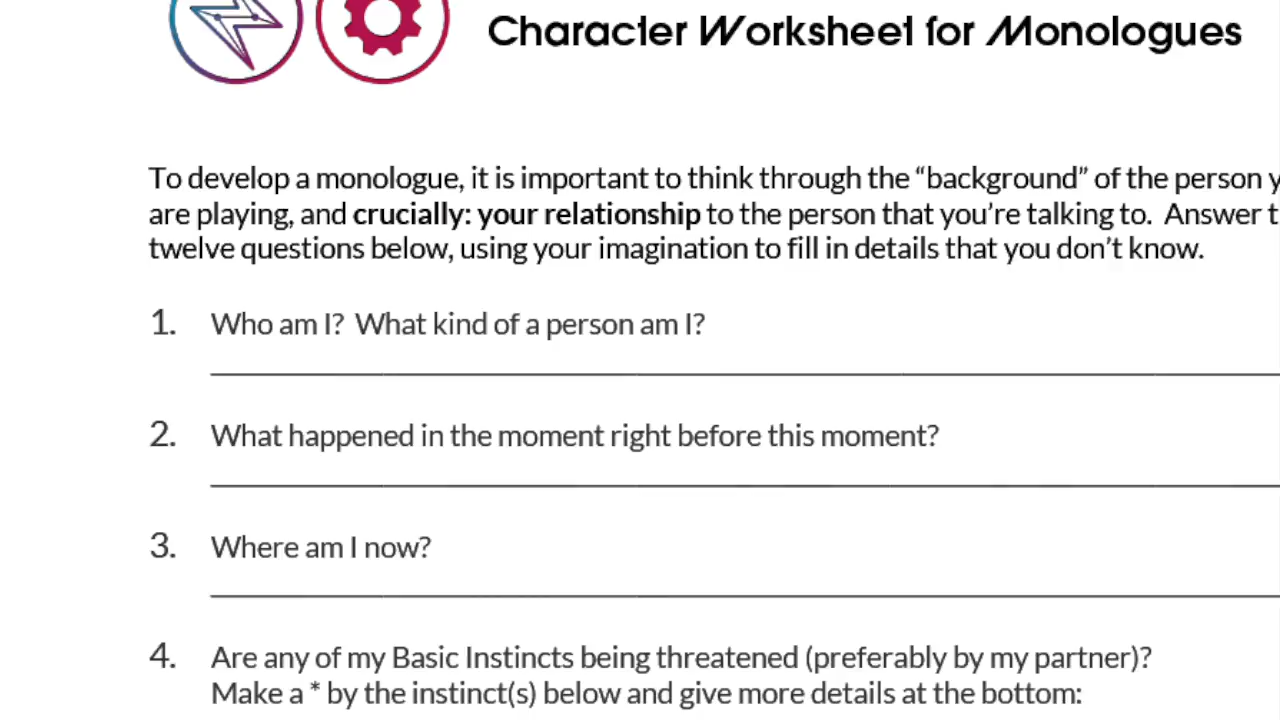 Character Worksheet for Monologues
To develop a monologue, it is important to think through the “background” of the person y
are playing, and crucially: your relationship to the person that you’re talking to.  Answer t
twelve questions below, using your imagination to fill in details that you don’t know.
1. Who am I?  What kind of a person am I?
2. What happened in the moment right before this moment?
3. Where am I now?
4. Are any of my Basic Instincts being threatened (preferably by my partner)?
Make a * by the instinct(s) below and give more details at the bottom: